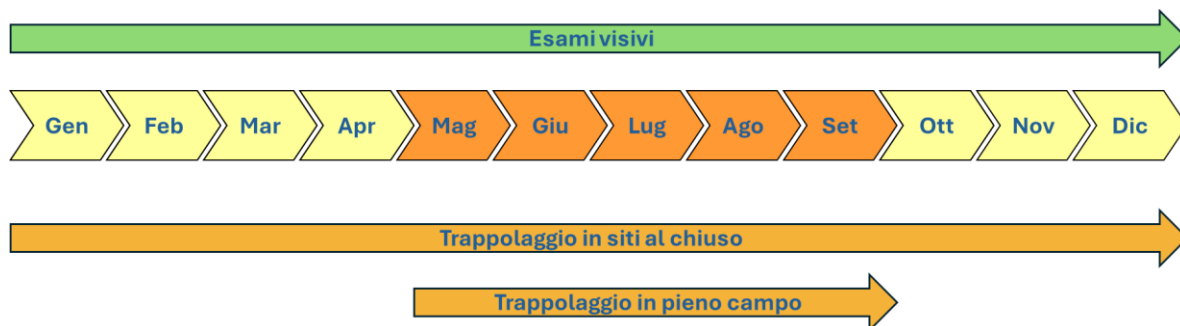 Esami visivi
Gen Feb Mar Apr Mag Giu Lug Ago Set Ott Nov Dic
Trappolaggio in siti al chiuso
Trappolaggio in pieno campo